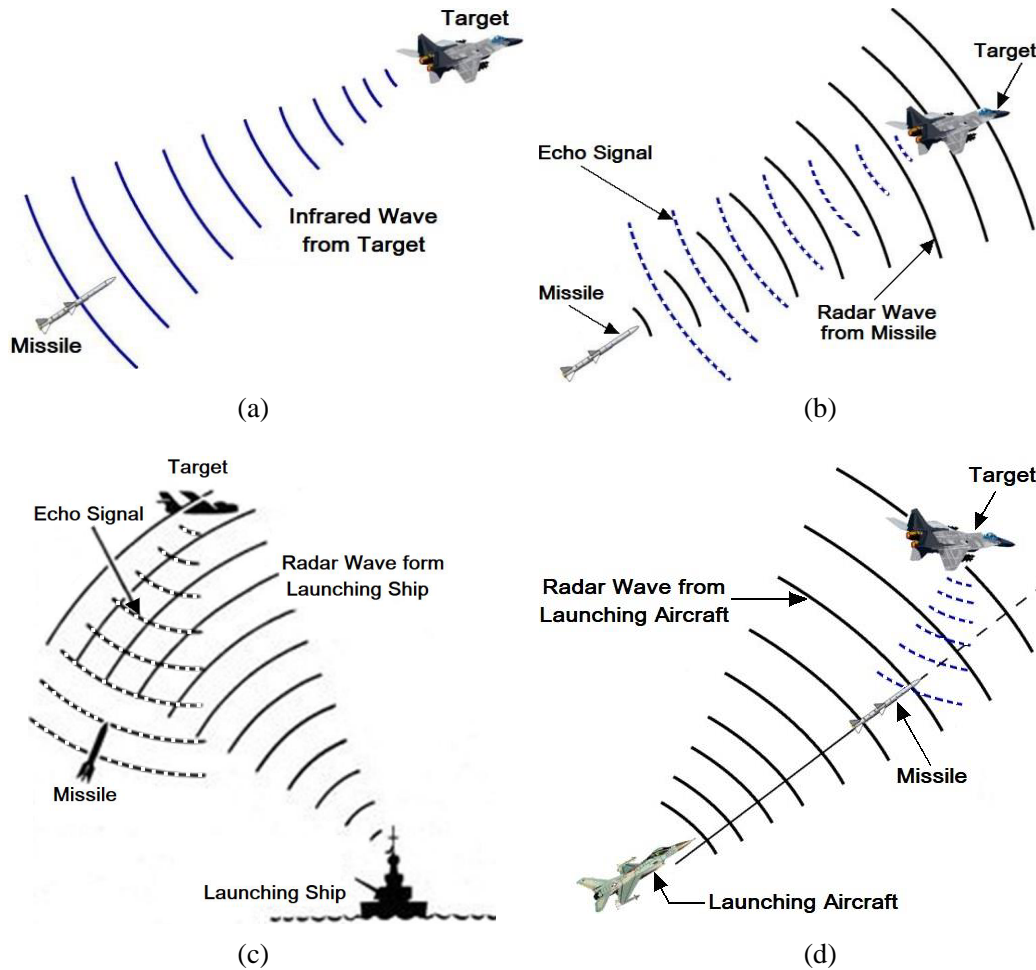 Target
Infrared Wave
from Target
Missile
(a)
Target
Echo Signal
Missile
Radar Wave
from Missile
(b)
Target
Echo Signal
Radar Wave form
Launching Ship
Missile
Launching Ship
(c)
Target
Radar Wave from
Launching Aircraft
Missile
Launching Aircraft
(d)